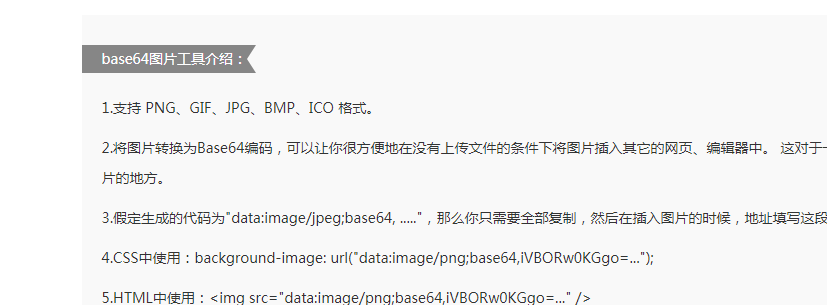 base64图片工具介绍：
1.支持 PNG、GIF、JPG、BMP、ICO 格式。
2.将图片转换为Base64编码，可以让你很方便地在没有上传文件的条件下将图片插入其它的网页、编辑器中。 这对于一
片的地方。
3.假定生成的代码为"data:image/jpeg;base64, ....."，那么你只需要全部复制，然后在插入图片的时候，地址填写这段
4.CSS中使用：background-image: url("data:image/png;base64,iVBORw0KGgo=...");
5.HTML中使用：<img src="data:image/png;base64,iVBORw0KGgo=..." />